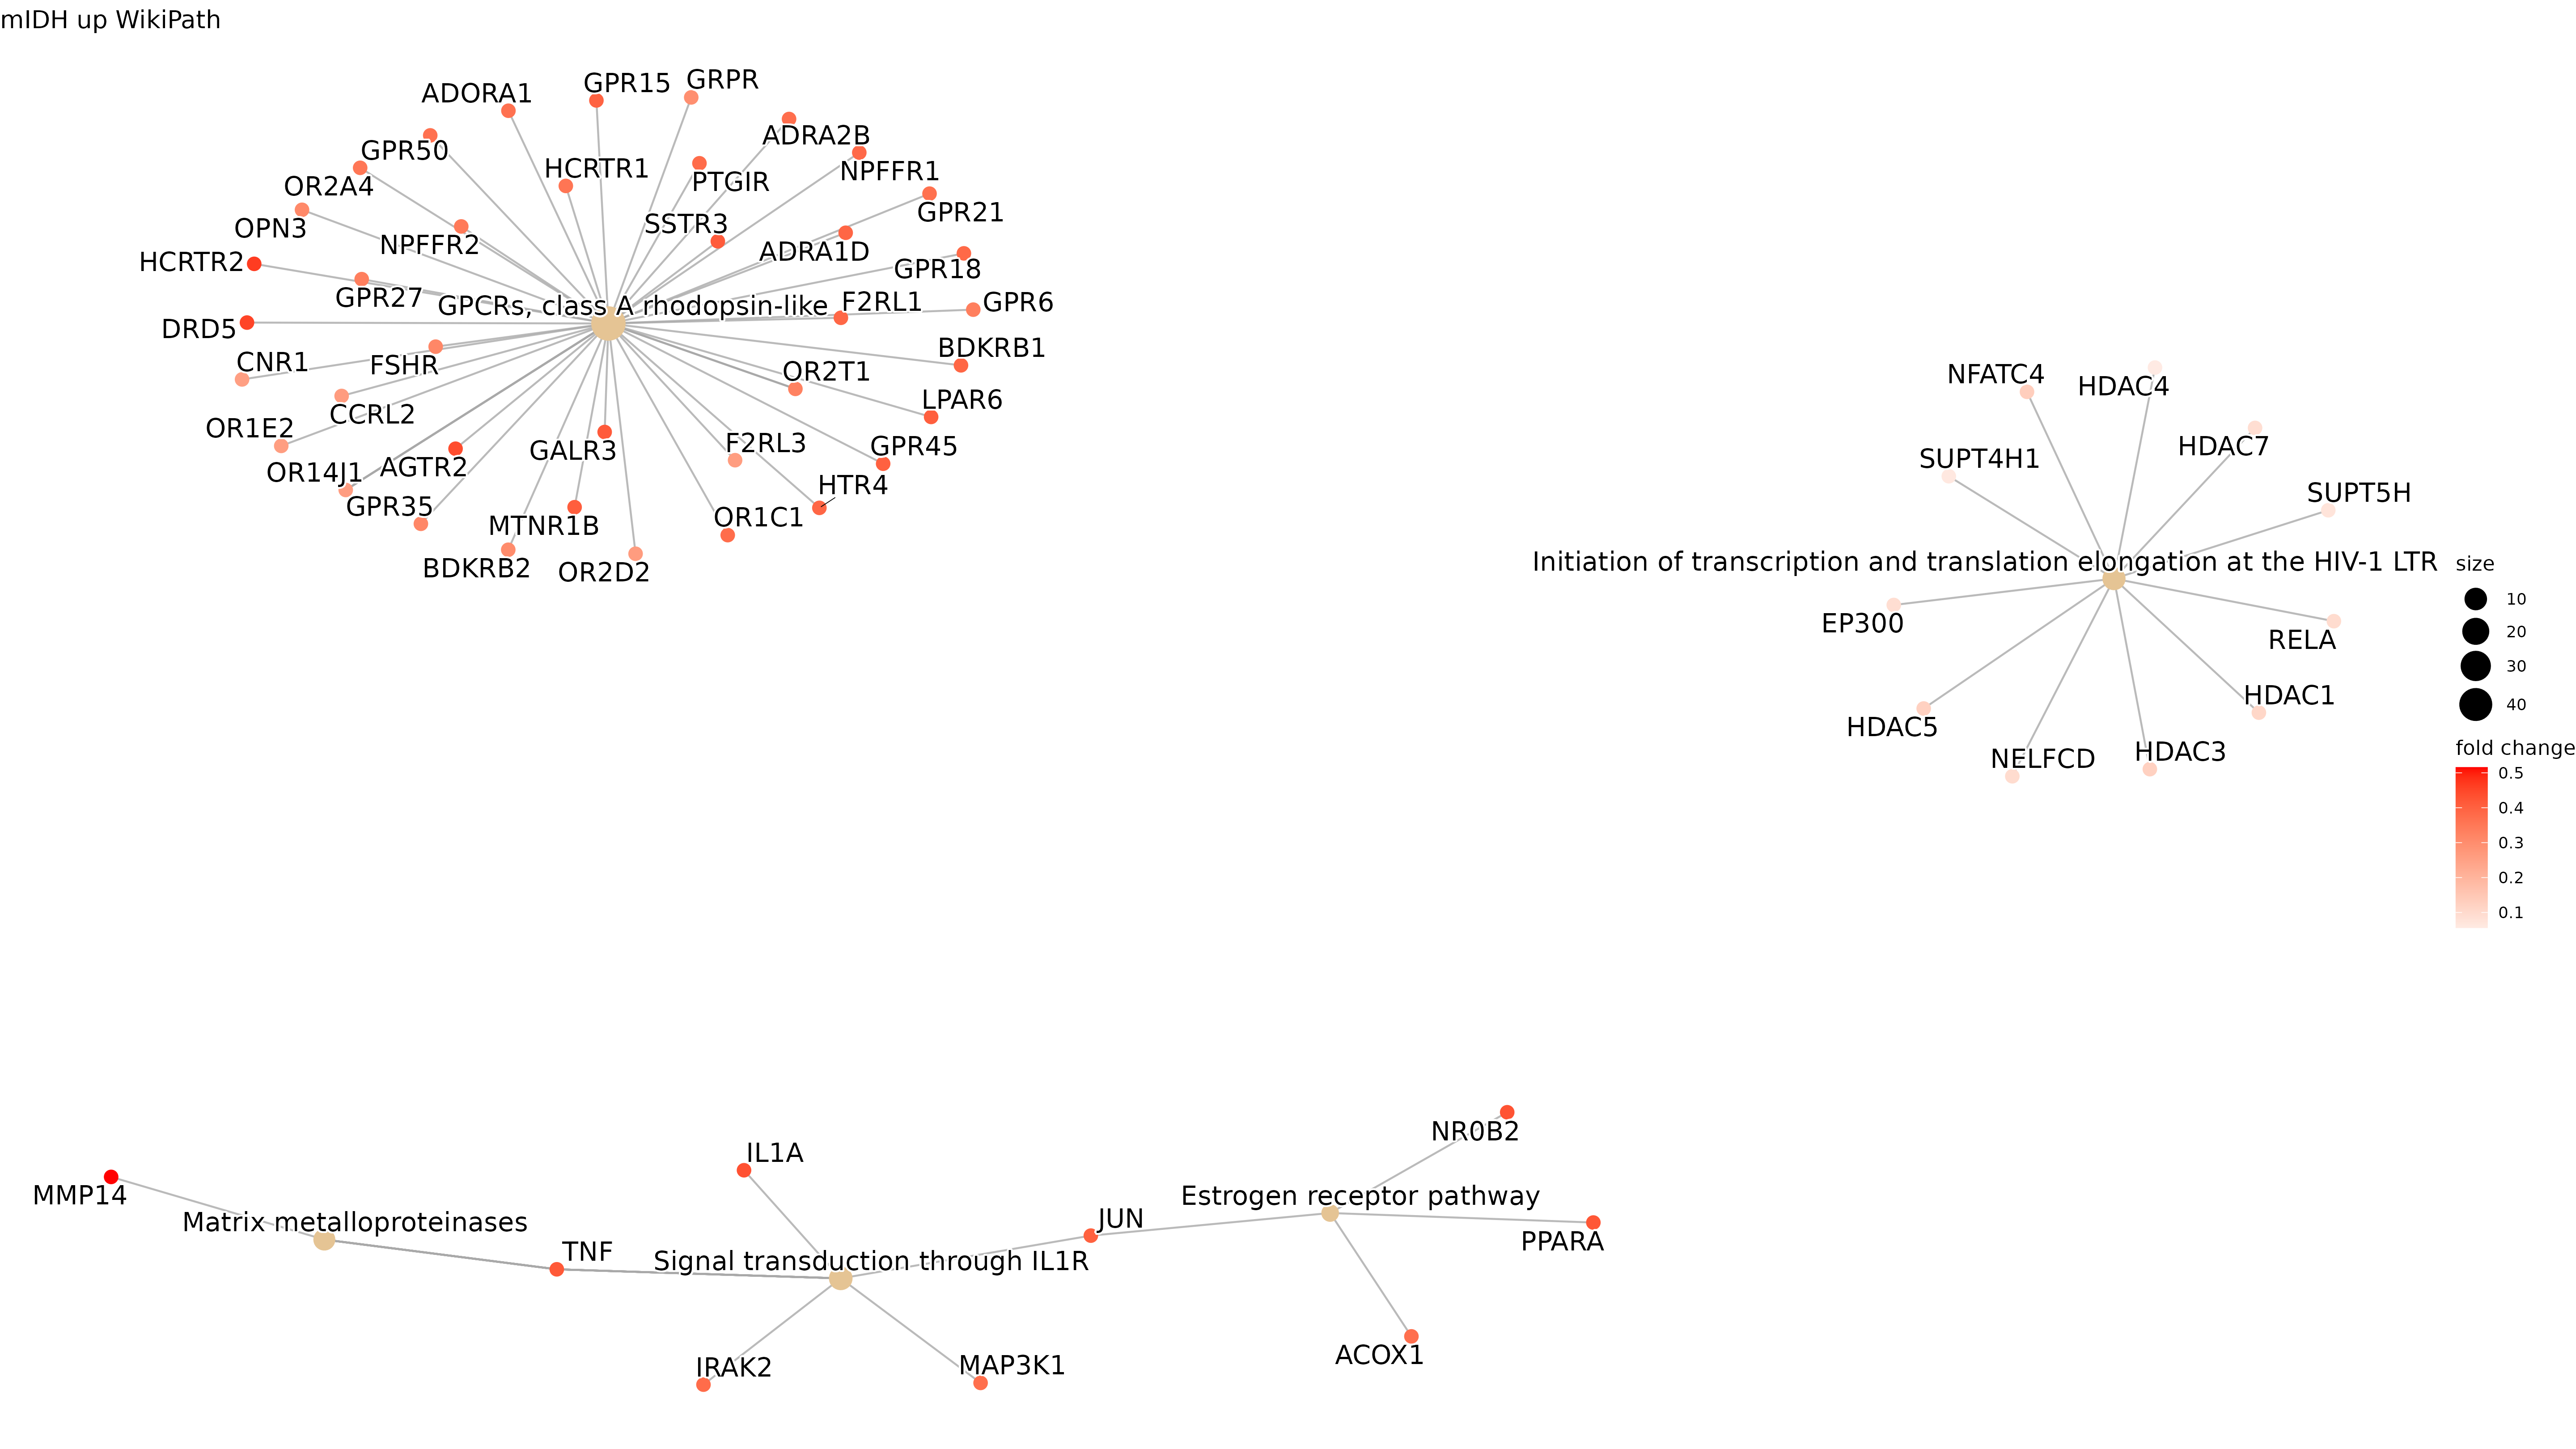 mIDH up WikiPath
ADORA1
GPR15
GRPR
ADRA2B
GPR50
HCRTR1
PTGIR
NPFFR1
OR2A4
GPR21
OPN3
NPFFR2
SSTR3
ADRA1D
HCRTR2
GPR18
GPR27
GPCRs, class A rhodopsin-like
F2RL1
GPR6
DRD5
BDKRB1
CNR1
FSHR
OR2T1
LPAR6
CCRL2
OR1E2
GALR3
F2RL3
GPR45
OR14J1
AGTR2
HTR4
GPR35
MTNR1B
OR1C1
BDKRB2
OR2D2
NFATC4
HDAC4
HDAC7
SUPT4H1
SUPT5H
Initiation of transcription and translation elongation at the HIV-1 LTR
EP300
RELA
HDAC1
HDAC5
NELFCD
HDAC3
size
10
20
30
40
fold change
0.5
0.4
0.3
0.2
0.1
NR0B2
IL1A
MMP14
Matrix metalloproteinases
TNF
Signal transduction through IL1R
JUN
Estrogen receptor pathway
PPARA
IRAK2
MAP3K1
ACOX1